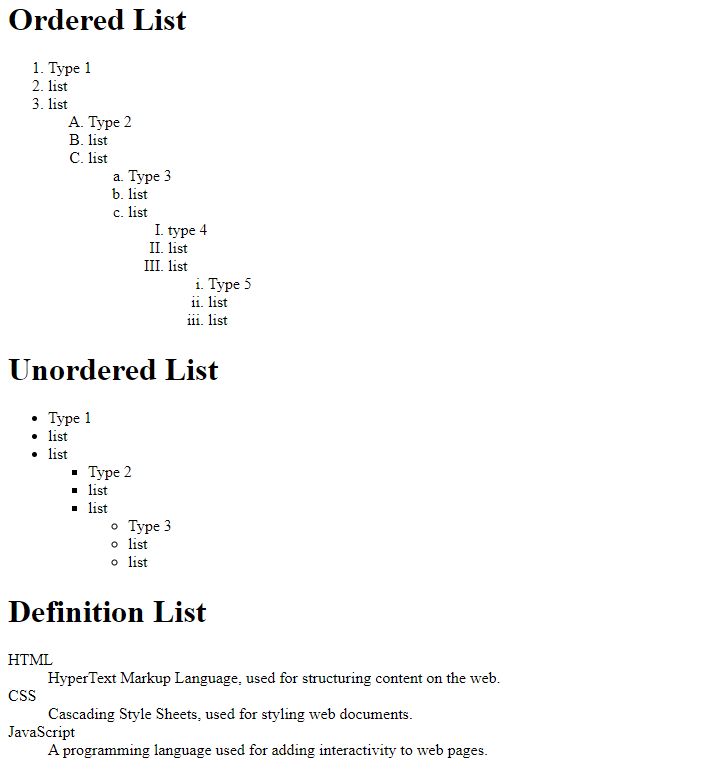 Ordered List
1. Type 1
2. list
3. list
A. Type 2
B. list
C. list
a. Type 3
b. list
c. list
I. type 4
II. list
III. list
i. Type 5
ii. list
iii. list
Unordered List
• Type 1
• list
• list
▪ Type 2
▪ list
▪ list
○ Type 3
○ list
○ list
Definition List
HTML
HyperText Markup Language, used for structuring content on the web.
CSS
Cascading Style Sheets, used for styling web documents.
JavaScript
A programming language used for adding interactivity to web pages.